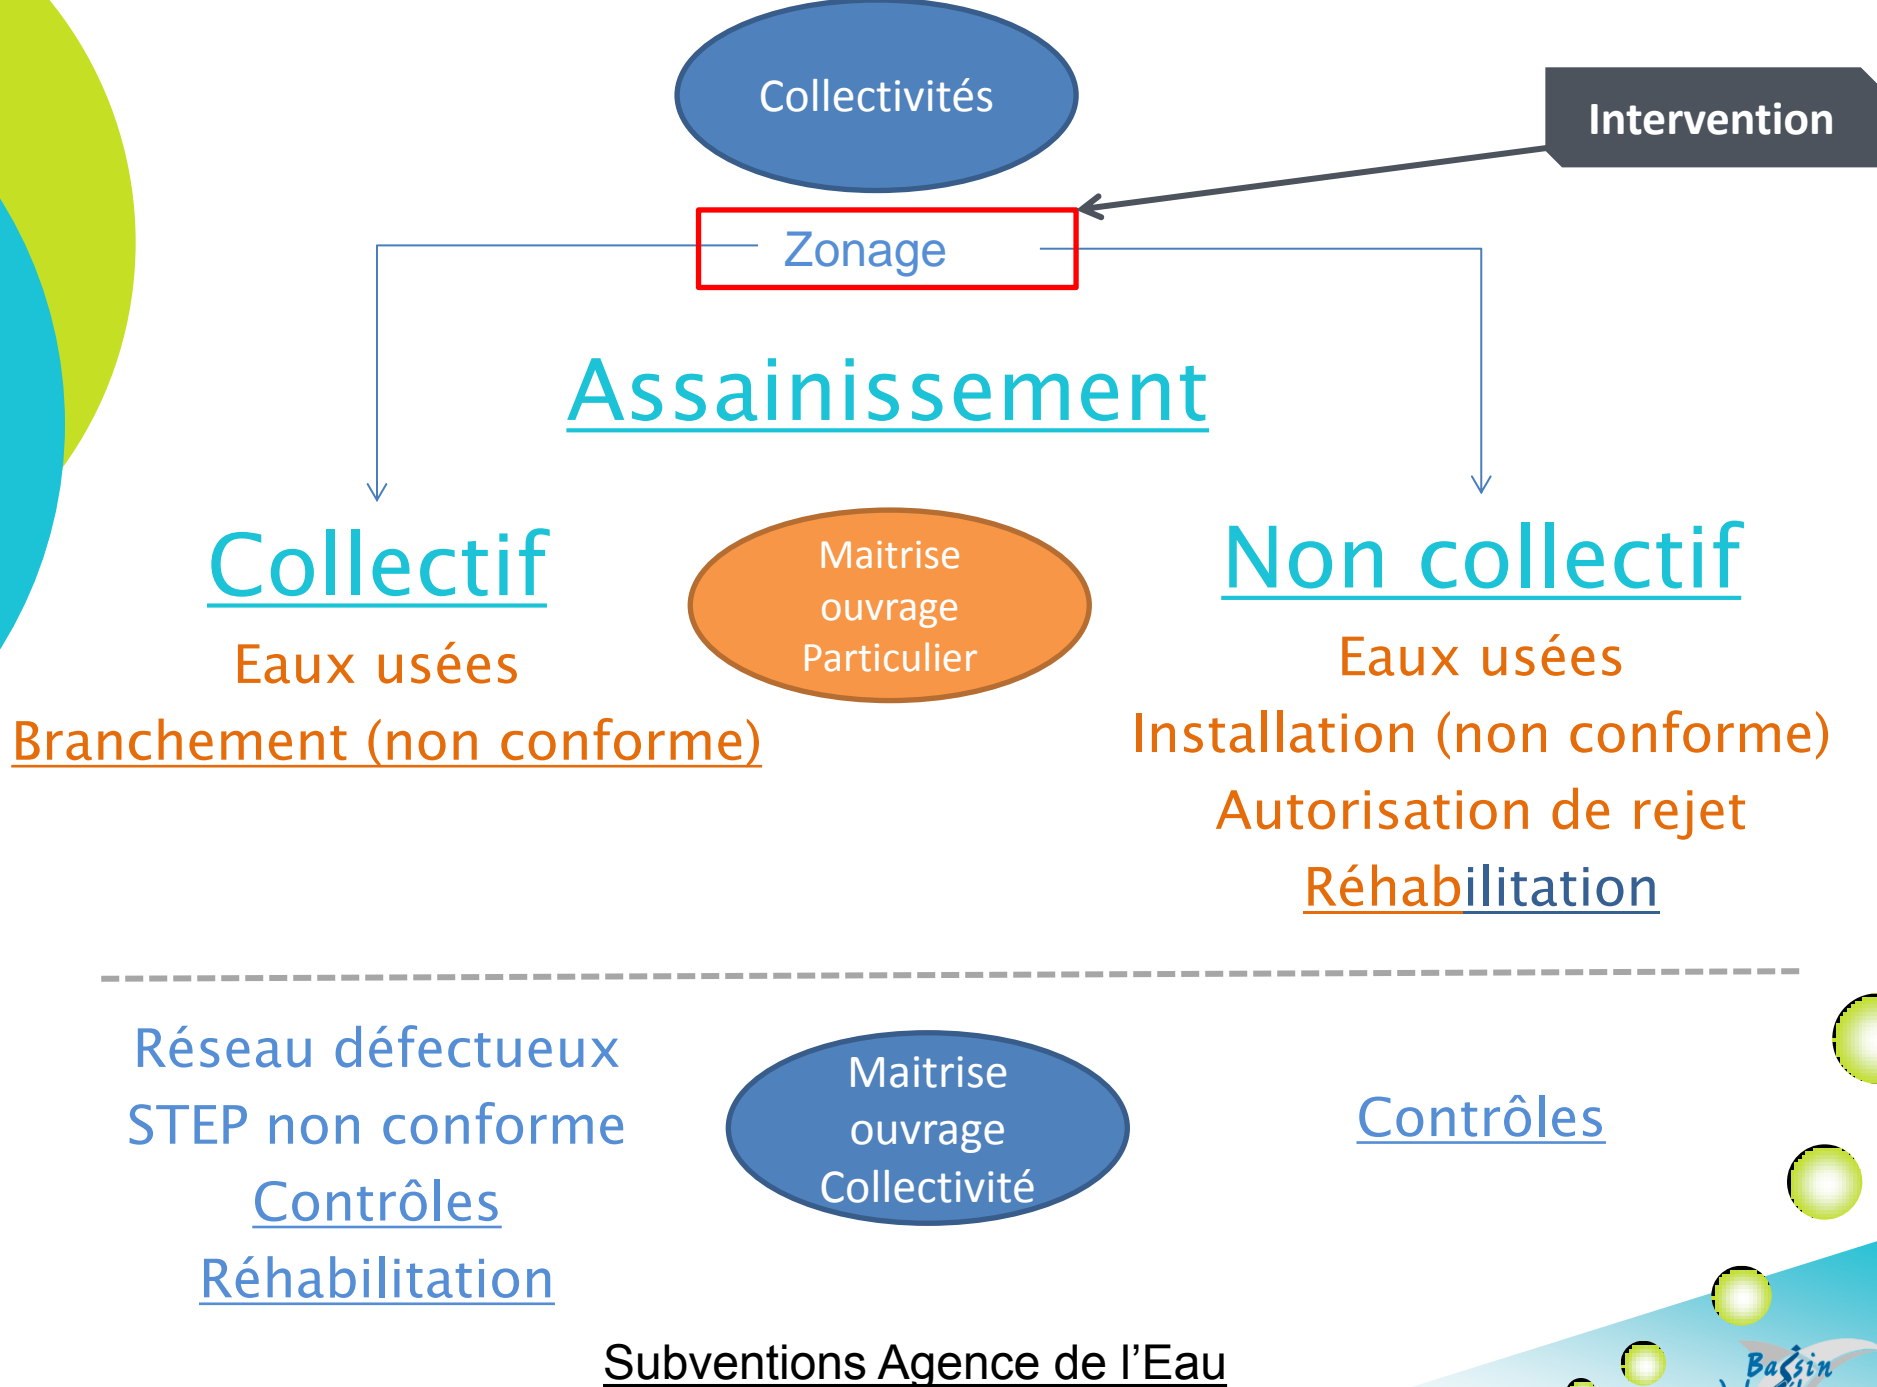 Collectivités
Intervention
Zonage
Assainissement
Collectif
Eaux usées
Branchement (non conforme)
Maitrise
ouvrage
Particulier
Non collectif
Eaux usées
Installation (non conforme)
Autorisation de rejet
Réhabilitation
Réseau défectueux
STEP non conforme
Contrôles
Réhabilitation
Maitrise
ouvrage
Collectivité
Contrôles
Subventions Agence de l’Eau
Bassin